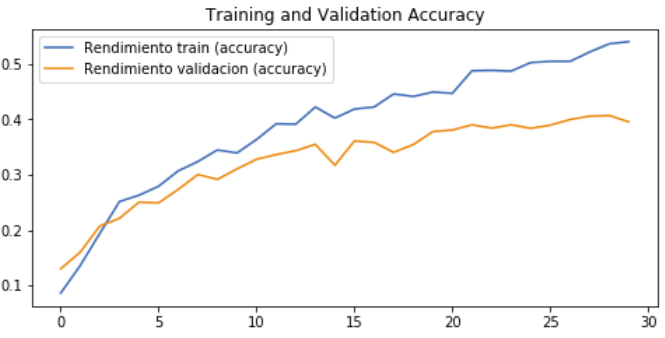 Training and Validation Accuracy
Rendimiento train (accuracy)
Rendimiento validacion (accuracy)
0.5
0.4
0.3
0.2
0.1
0 5 10 15 20 25 30